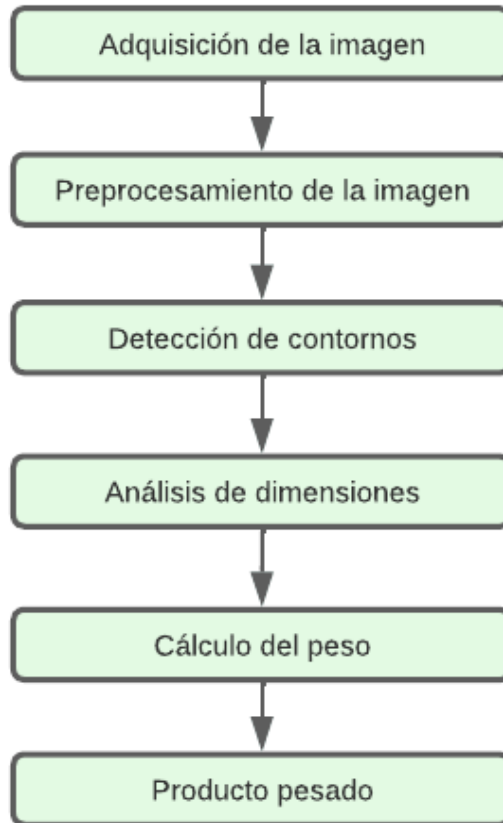 Adquisición de la imagen
Preprocesamiento de la imagen
Detección de contornos
Análisis de dimensiones
Cálculo del peso
Producto pesado